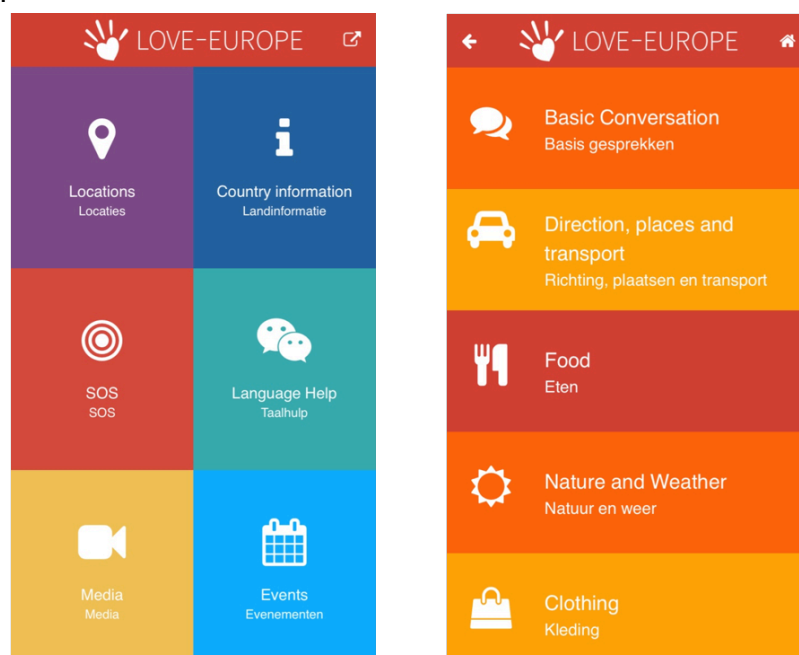 LOVE-EUROPE
Locations
Locaties
Country information
Landinformatie
SOS
SOS
Language Help
Taalhulp
Media
Media
Events
Evenementen
LOVE-EUROPE
Basic Conversation
Basis gesprekken
Direction, places and
transport
Richting, plaatsen en transport
Food
Eten
Nature and Weather
Natuur en weer
Clothing
Kleding